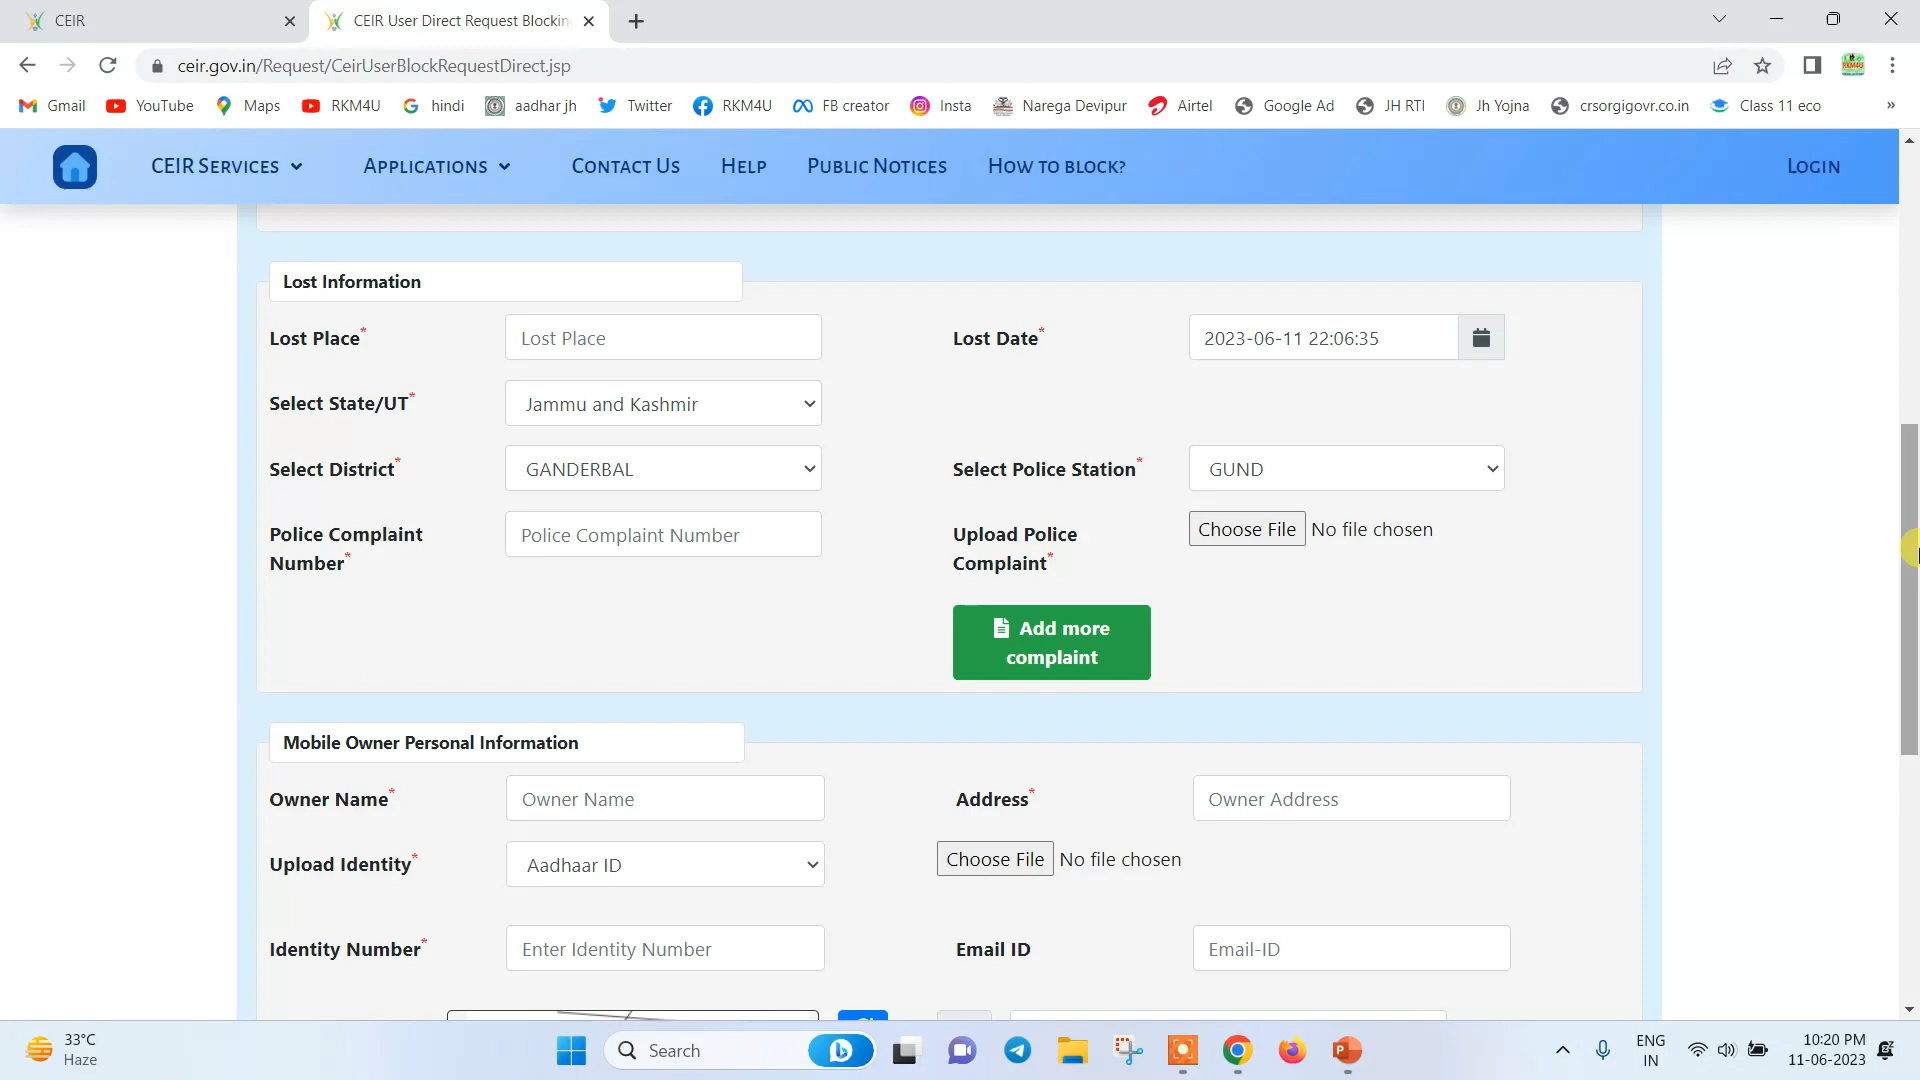 CEIR
CEIR User Direct Request Blockin
ceir.gov.in/Request/CeirUserBlockRequestDirect.jsp
Gmail YouTube Maps RKM4U hindi aadhar jh Twitter RKM4U FB creator Insta Narega Devipur Airtel Google Ad JH RTI Jh Yojna crsorgigovr.co.in Class 11 eco »
CEIR Services Applications Contact Us Help Public Notices How to block? Login
Lost Information
Lost Place* Lost Place Lost Date* 2023-06-11 22:06:35
Select State/UT* Jammu and Kashmir
Select District* GANDERBAL Select Police Station* GUND
Police Complaint Number* Police Complaint Number Upload Police Complaint* Choose File No file chosen
Add more
complaint
Mobile Owner Personal Information
Owner Name* Owner Name Address* Owner Address
Upload Identity* Aadhaar ID Choose File No file chosen
Identity Number* Enter Identity Number Email ID Email-ID
33°C
Haze
Search
ENG
IN
10:20 PM
11-06-2023